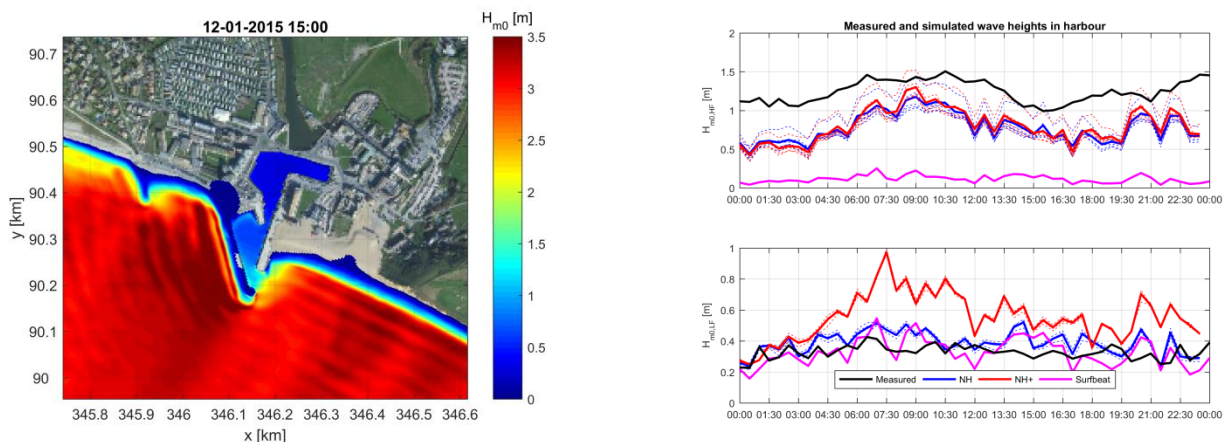 12-01-2015 15:00
H_m0 [m]
90.7
90.6
90.5
90.4
90.3
90.2
90.1
90
y [km]
345.8 345.9 346 346.1 346.2 346.3 346.4 346.5 346.6
x [km]
3.5
3
2.5
2
1.5
1
0.5
0
Measured and simulated wave heights in harbour
2
1.5
1
0.5
0
H_m0,HF [m]
00:00 01:30 03:00 04:30 06:00 07:30 09:00 10:30 12:00 13:30 15:00 16:30 18:00 19:30 21:00 22:30 00:00
1
0.8
0.6
0.4
0.2
0
H_m0,LF [m]
Measured NH NH+ Surfbeat
00:00 01:30 03:00 04:30 06:00 07:30 09:00 10:30 12:00 13:30 15:00 16:30 18:00 19:30 21:00 22:30 00:00